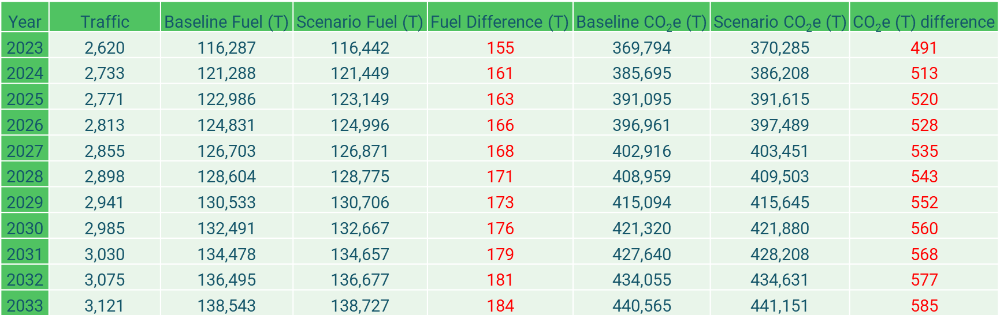 Year Traffic Baseline Fuel (T) Scenario Fuel (T) Fuel Difference (T) Baseline CO₂e (T) Scenario CO₂e (T) CO₂e (T) difference
2023 2,620 116,287 116,442 155 369,794 370,285 491
2024 2,733 121,288 121,449 161 385,695 386,208 513
2025 2,771 122,986 123,149 163 391,095 391,615 520
2026 2,813 124,831 124,996 166 396,961 397,489 528
2027 2,855 126,703 126,871 168 402,916 403,451 535
2028 2,898 128,604 128,775 171 408,959 409,503 543
2029 2,941 130,533 130,706 173 415,094 415,645 552
2030 2,985 132,491 132,667 176 421,320 421,880 560
2031 3,030 134,478 134,657 179 427,640 428,208 568
2032 3,075 136,495 136,677 181 434,055 434,631 577
2033 3,121 138,543 138,727 184 440,565 441,151 585